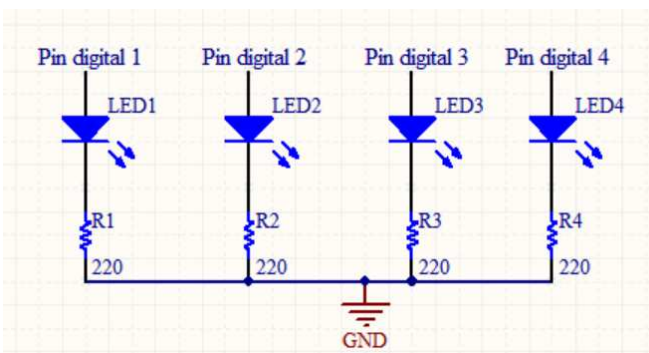 Pin digital 1 Pin digital 2 Pin digital 3 Pin digital 4
LED1 LED2 LED3 LED4
R1 R2 R3 R4
220 220 220 220
GND